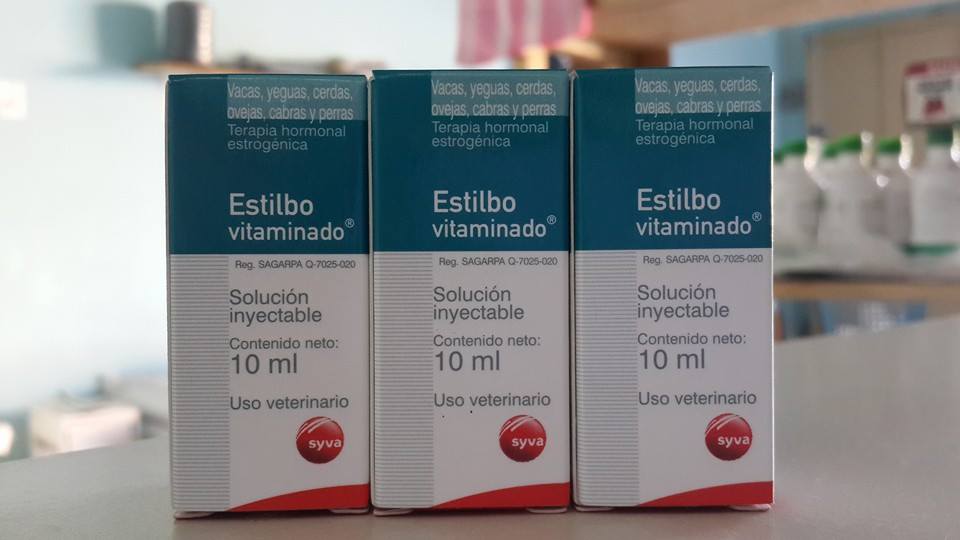 Vacas, yeguas, cerdas,
ovejas, cabras y perras
Terapia hormonal
estrogénica
Estilbo
vitaminado®
Reg. SAGARPA Q-7025-020
Solución
inyectable
Contenido neto:
10 ml
Uso veterinario
syva
Vacas, yeguas, cerdas,
ovejas, cabras y perras
Terapia hormonal
estrogénica
Estilbo
vitaminado®
Reg. SAGARPA Q-7025-020
Solución
inyectable
Contenido neto:
10 ml
Uso veterinario
syva
Vacas, yeguas, cerdas,
ovejas, cabras y perras
Terapia hormonal
estrogénica
Estilbo
vitaminado®
Reg. SAGARPA Q-7025-020
Solución
inyectable
Contenido neto:
10 ml
Uso veterinario
syva